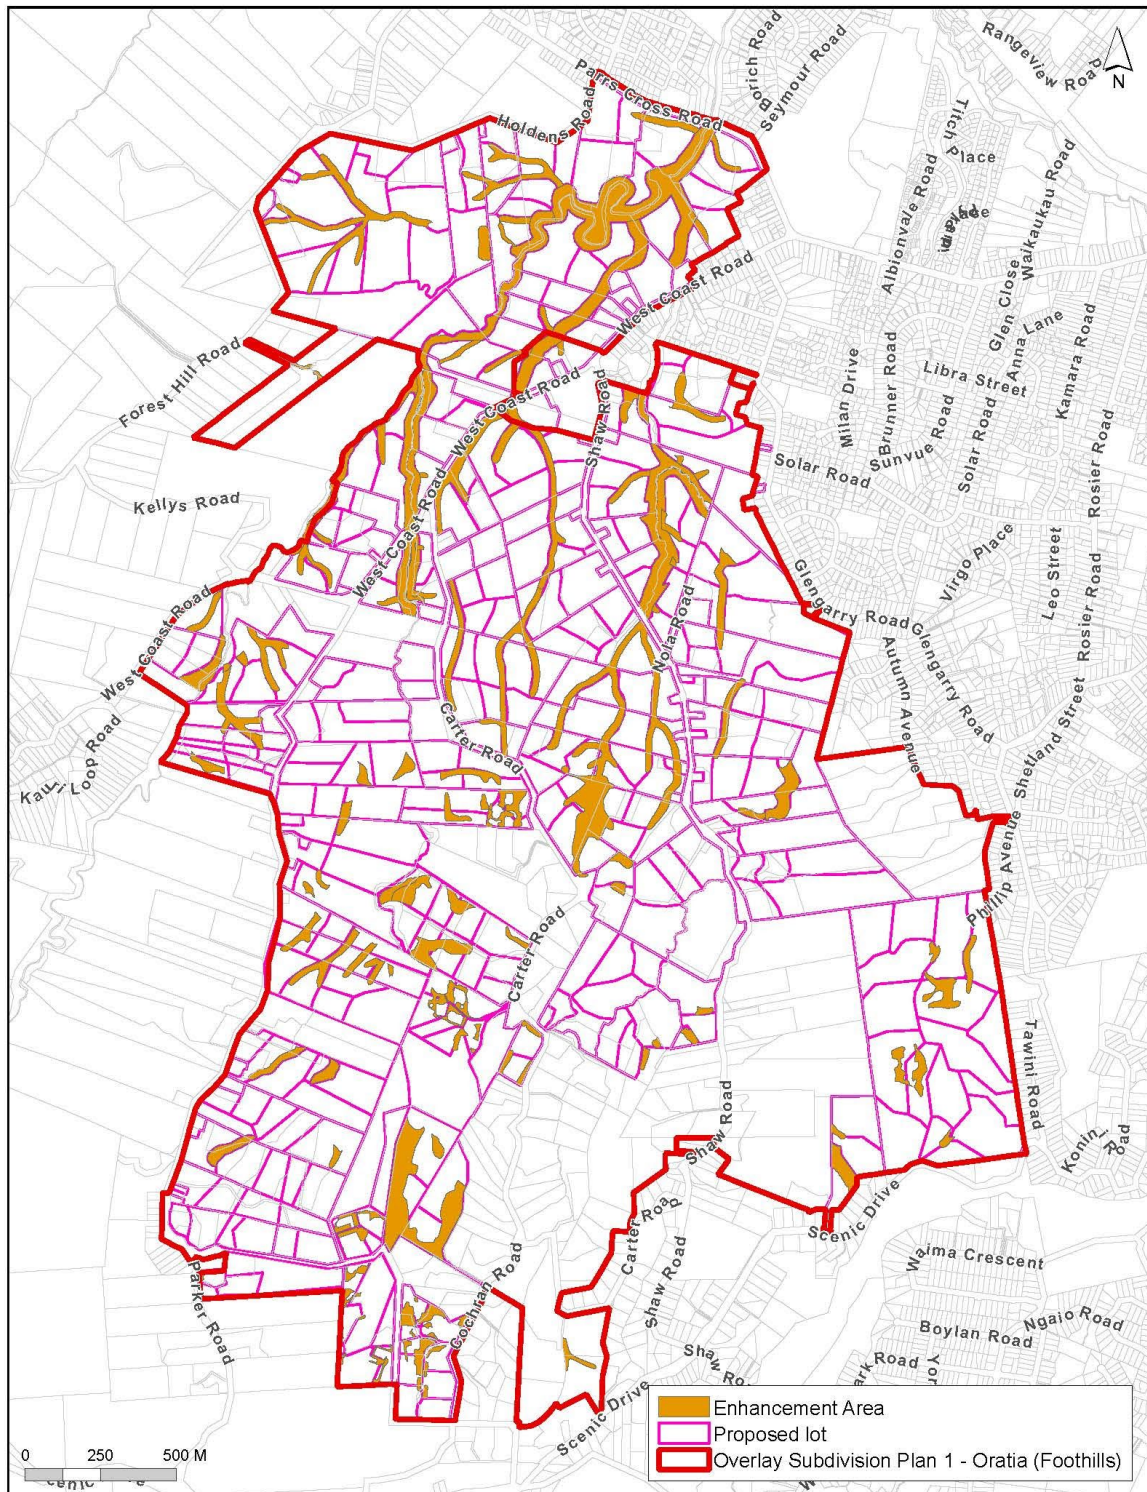 Rangeview Road
Borich Road
Seymour Road
Parrs Cross Road
Holdens Road
N
Titch Place
Albionvale Road
Waikaukau Road
Glen Close
West Coast Road
Anna Lane
Kamara Road
Forest Hill Road
Libra Street
Milan Drive
Brunner Road
West Coast Road
Shaw Road
Sunvue Road
Solar Road
Solar Road
Rosier Road
Kellys Road
West Coast Road
Virgo Place
Leo Street
Glengarry Road
Rosier Road
West Coast Road
Nola Road
Glengarry Road
Autumn Avenue
Shetland Street
Loop Road
Carter Road
Phillip Avenue
Carter Road
Tawini Road
Konini Road
Shaw Road
Carter Road
Scenic Drive
Waima Crescent
Shaw Road
Cochran Road
Parker Road
Ngaio Road
Boylan Road
Scenic Drive
Enhancement Area
Proposed lot
Overlay Subdivision Plan 1 - Oratia (Foothills)
0 250 500 M